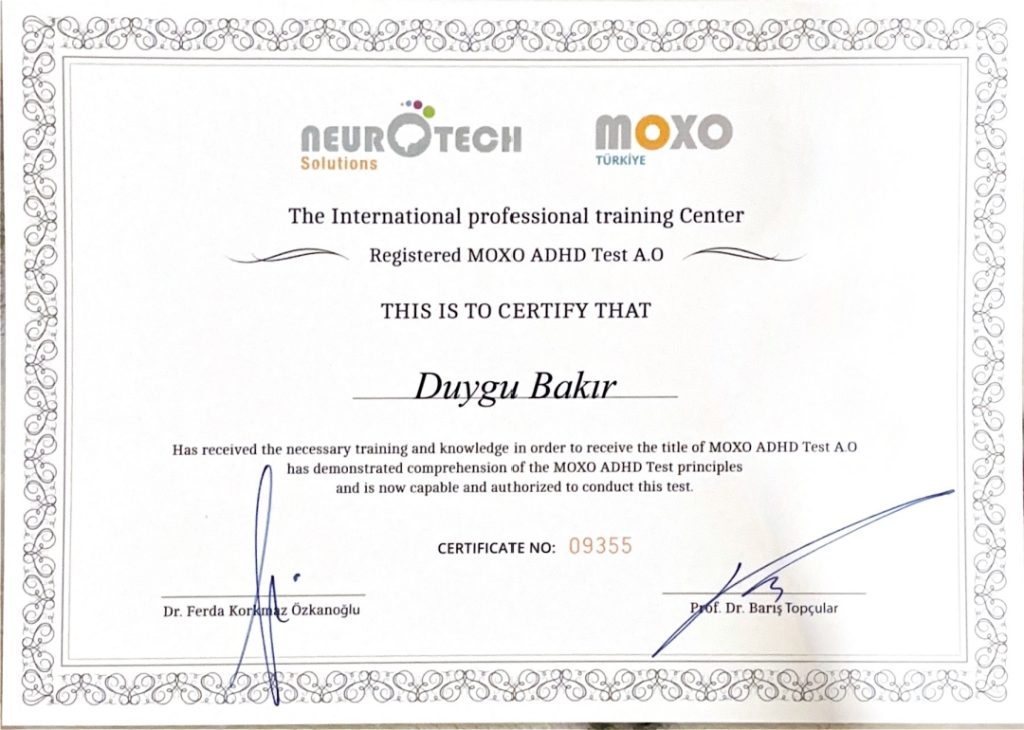 NEUROTECH
Solutions
MOXO
TÜRKİYE
The International professional training Center
Registered MOXO ADHD Test A.O
THIS IS TO CERTIFY THAT
Duygu Bakır
Has received the necessary training and knowledge in order to receive the title of MOXO ADHD Test A.O
has demonstrated comprehension of the MOXO ADHD Test principles
and is now capable and authorized to conduct this test.
CERTIFICATE NO: 09355
Dr. Ferda Korkmaz Özkanoğlu
Prof. Dr. Barış Topçular